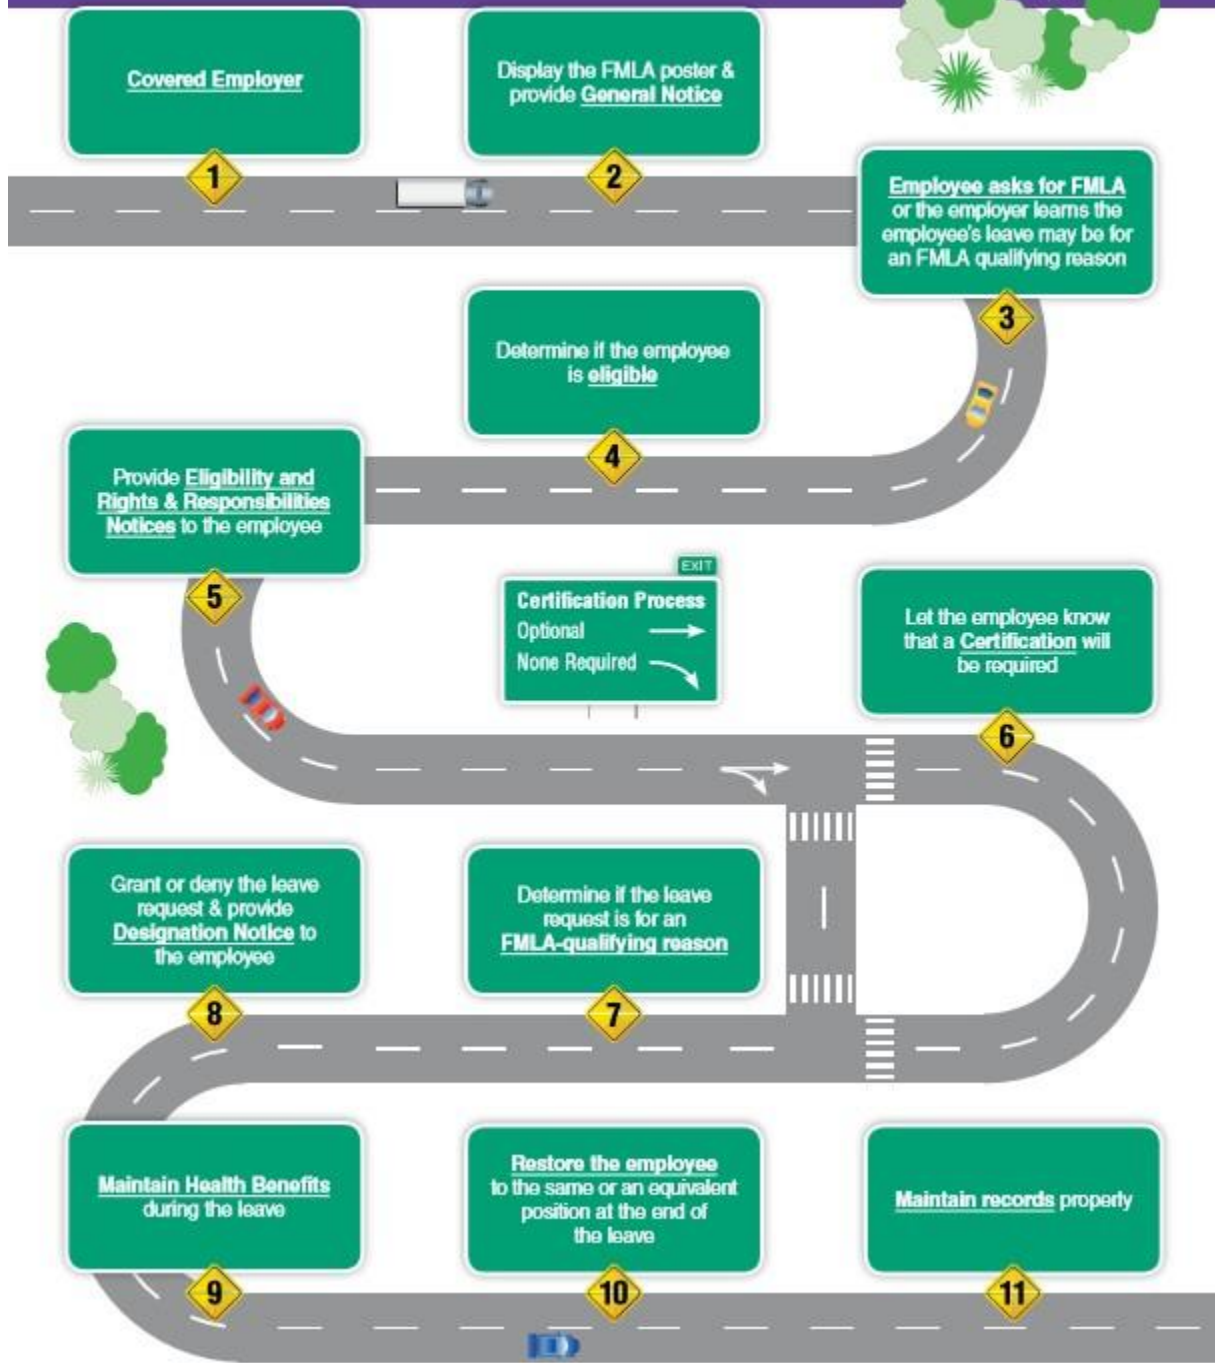 Covered Employer
1
Display the FMLA poster &
provide General Notice
2
Employee asks for FMLA
or the employer learns the
employee's leave may be for
an FMLA qualifying reason
3
Determine if the employee
is eligible
4
Provide Eligibility and
Rights & Responsibilities
Notices to the employee
5
EXIT
Certification Process
Optional
None Required
Let the employee know
that a Certification will
be required
6
Determine if the leave
request is for an
FMLA-qualifying reason
7
Grant or deny the leave
request & provide
Designation Notice to
the employee
8
Maintain Health Benefits
during the leave
9
Restore the employee
to the same or an equivalent
position at the end of
the leave
10
Maintain records properly
11